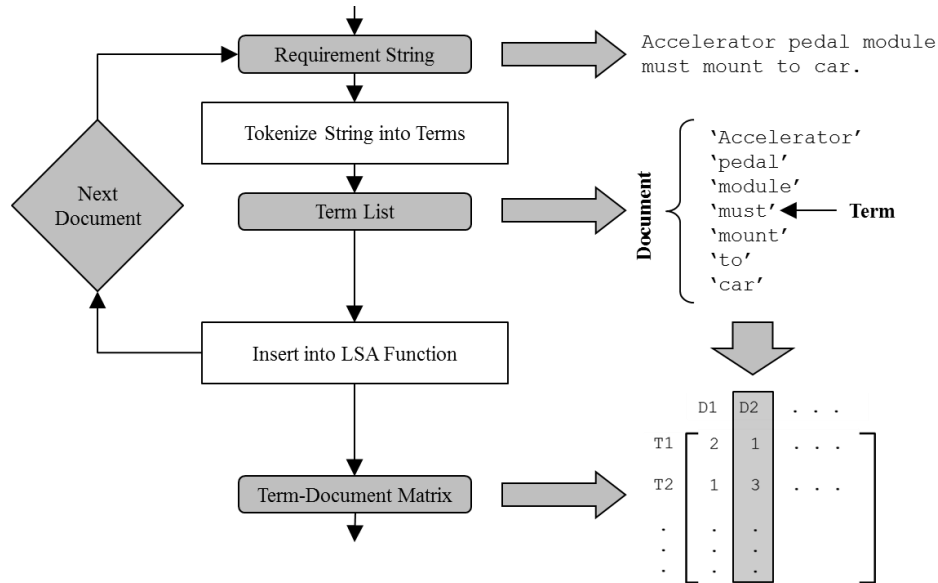 Requirement String
Accelerator pedal module
must mount to car.
Tokenize String into Terms
Next
Document
Term List
Document
‘Accelerator’
‘pedal’
‘module’
‘must’
Term
‘mount’
‘to’
‘car’
Insert into LSA Function
D1 D2 . . .
T1 2 1 . . .
Term-Document Matrix
T2 1 3 . . .
. . .
. . .
. . .